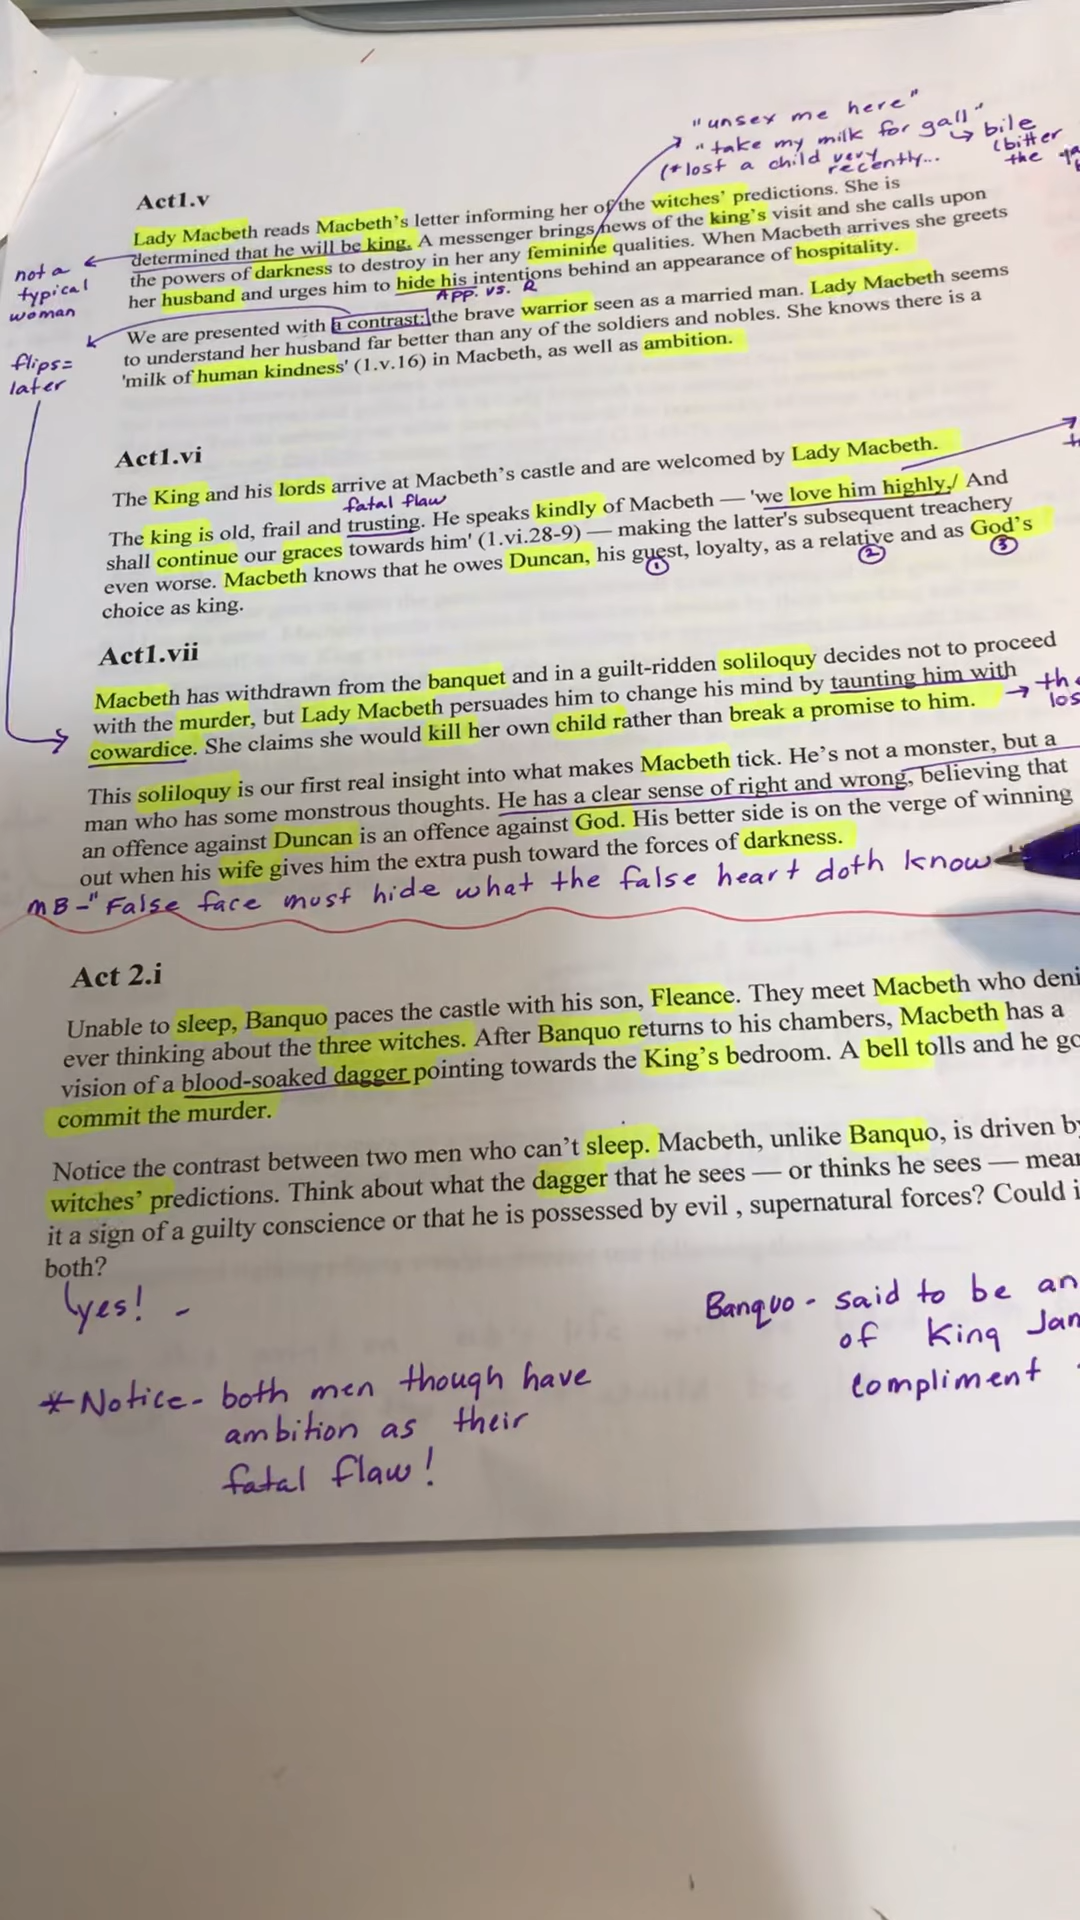 "unsex me here"
"take my milk for gall" → bile
(bitter
the
(*lost a child very
recently...
Act1.v
Lady Macbeth reads Macbeth's letter informing her of the witches' predictions. She is
determined that he will be king. A messenger brings news of the king's visit and she calls upon
the powers of darkness to destroy in her any feminine qualities. When Macbeth arrives she greets
her husband and urges him to hide his intentions behind an appearance of hospitality.
APP. vs. R
not a
typical
woman
We are presented with a contrast: the brave warrior seen as a married man. Lady Macbeth seems
to understand her husband far better than any of the soldiers and nobles. She knows there is a
'milk of human kindness' (1.v.16) in Macbeth, as well as ambition.
flips=
later
Act1.vi
The King and his lords arrive at Macbeth's castle and are welcomed by Lady Macbeth.
fatal flaw
The king is old, frail and trusting. He speaks kindly of Macbeth — 'we love him highly,/ And
shall continue our graces towards him' (1.vi.28-9) — making the latter's subsequent treachery
even worse. Macbeth knows that he owes Duncan, his guest, loyalty, as a relative and as God's
① ② ③
choice as king.
Act1.vii
Macbeth has withdrawn from the banquet and in a guilt-ridden soliloquy decides not to proceed
with the murder, but Lady Macbeth persuades him to change his mind by taunting him with
cowardice. She claims she would kill her own child rather than break a promise to him.
This soliloquy is our first real insight into what makes Macbeth tick. He's not a monster, but a
man who has some monstrous thoughts. He has a clear sense of right and wrong, believing that
an offence against Duncan is an offence against God. His better side is on the verge of winning
out when his wife gives him the extra push toward the forces of darkness.
MB-"False face must hide what the false heart doth know
Act 2.i
Unable to sleep, Banquo paces the castle with his son, Fleance. They meet Macbeth who deni
ever thinking about the three witches. After Banquo returns to his chambers, Macbeth has a
vision of a blood-soaked dagger pointing towards the King's bedroom. A bell tolls and he go
commit the murder.
Notice the contrast between two men who can't sleep. Macbeth, unlike Banquo, is driven by
witches' predictions. Think about what the dagger that he sees — or thinks he sees — mean
it a sign of a guilty conscience or that he is possessed by evil , supernatural forces? Could i
both?
yes! -
Banquo - said to be an
of King Jam
compliment
*Notice- both men though have
ambition as their
fatal flaw!